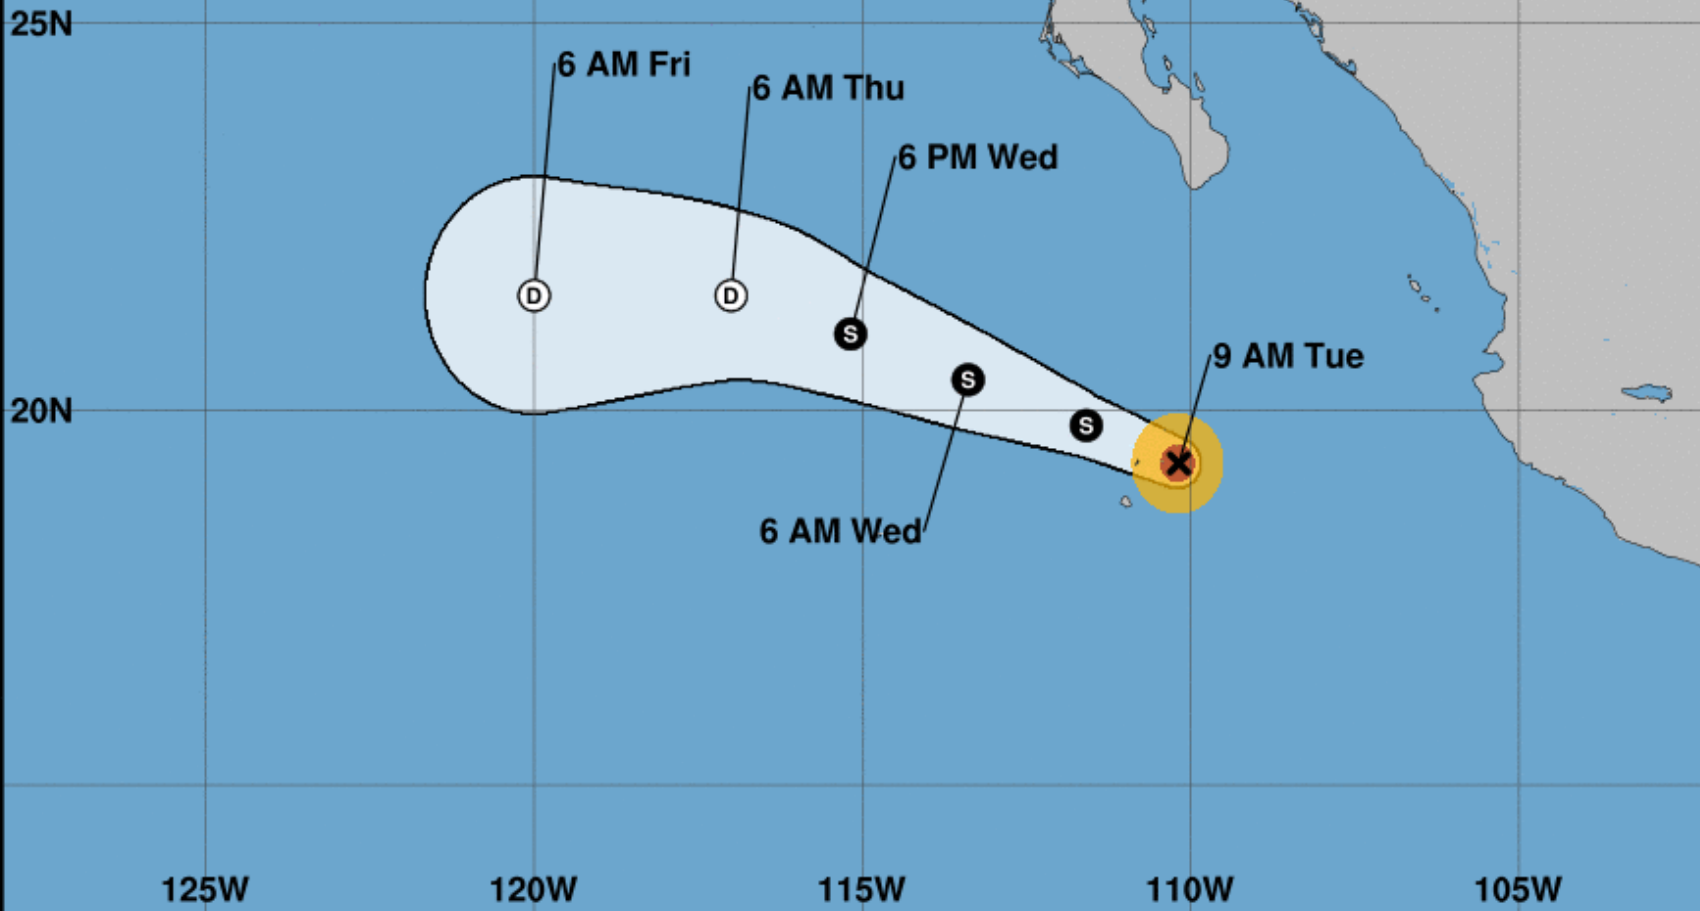 25N
6 AM Fri
6 AM Thu
6 PM Wed
9 AM Tue
D
D
S
S
S
20N
6 AM Wed
125W
120W
115W
110W
105W